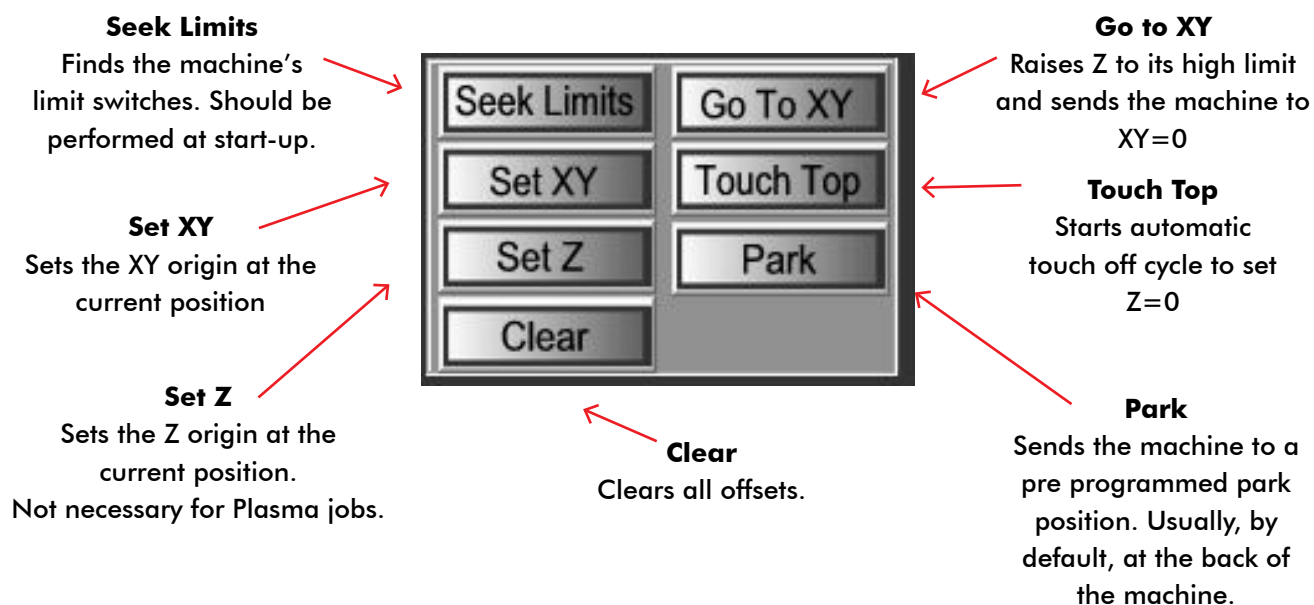 Seek Limits
Finds the machine's
limit switches. Should be
performed at start-up.
Set XY
Sets the XY origin at the
current position
Set Z
Sets the Z origin at the
current position.
Not necessary for Plasma jobs.
Seek Limits
Go To XY
Set XY
Touch Top
Set Z
Park
Clear
Clear
Clears all offsets.
Go to XY
Raises Z to its high limit
and sends the machine to
XY=0
Touch Top
Starts automatic
touch off cycle to set
Z=0
Park
Sends the machine to a
pre programmed park
position. Usually, by
default, at the back of
the machine.